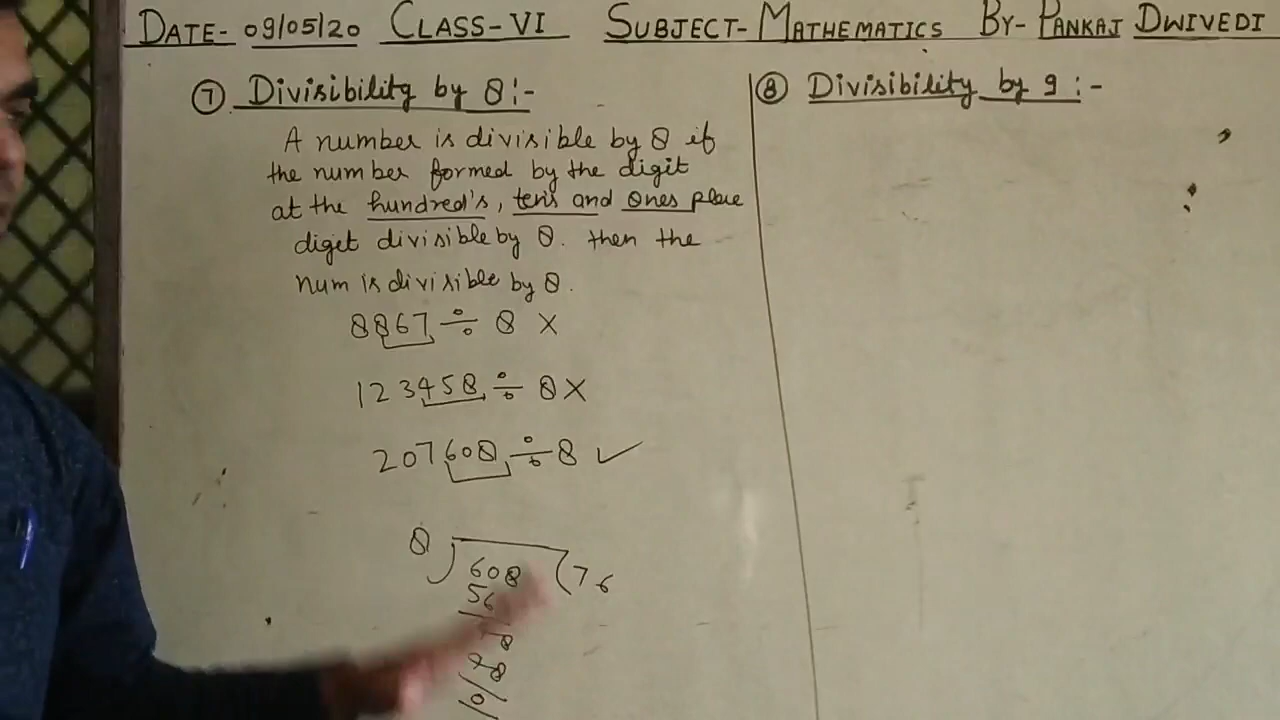 DATE- 09/05/20 CLASS-VI SUBJECT- MATHEMATICS BY- PANKAJ DWIVEDI
⑦ Divisibility by 8:-
A number is divisible by 8 if
the number formed by the digit
at the hundred's, ten's and ones place
digit divisible by 8. then the
num is divisible by 8.
8867 ÷ 8 X
123458 ÷ 8 X
207608 ÷ 8 ✓
8 ) 608 ( 76
56
48
48
0
⑧ Divisibility by 9:-